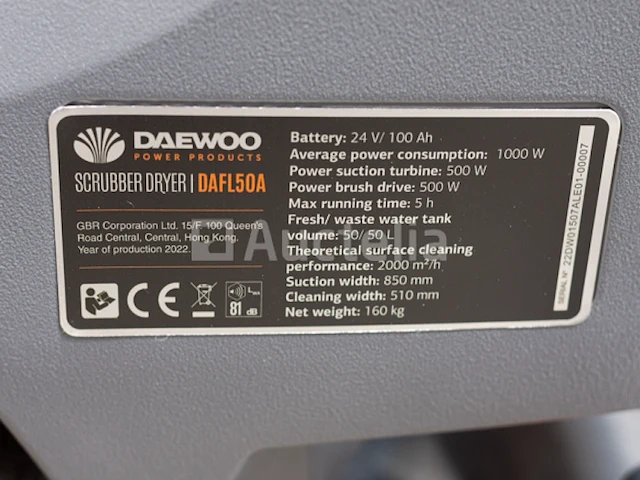 DAEWOO
POWER PRODUCTS
SCRUBBER DRYER | DAFL50A
GBR Corporation Ltd. 15/F. 100 Queen's
Road Central, Central, Hong Kong.
Year of production 2022.
CE
LWA
81 dB
Battery: 24 V/ 100 Ah
Average power consumption: 1000 W
Power suction turbine: 500 W
Power brush drive: 500 W
Max running time: 5 h
Fresh/ waste water tank
volume: 50/ 50 L
Theoretical surface cleaning
performance: 2000 m²/h
Suction width: 850 mm
Cleaning width: 510 mm
Net weight: 160 kg
SERIAL N° 22DW01507ALE01-00007
Auctelia